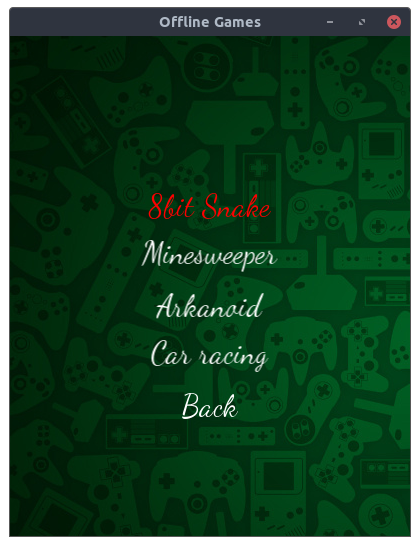 Offline Games
8bit Snake
Minesweeper
Arkanoid
Car racing
Back